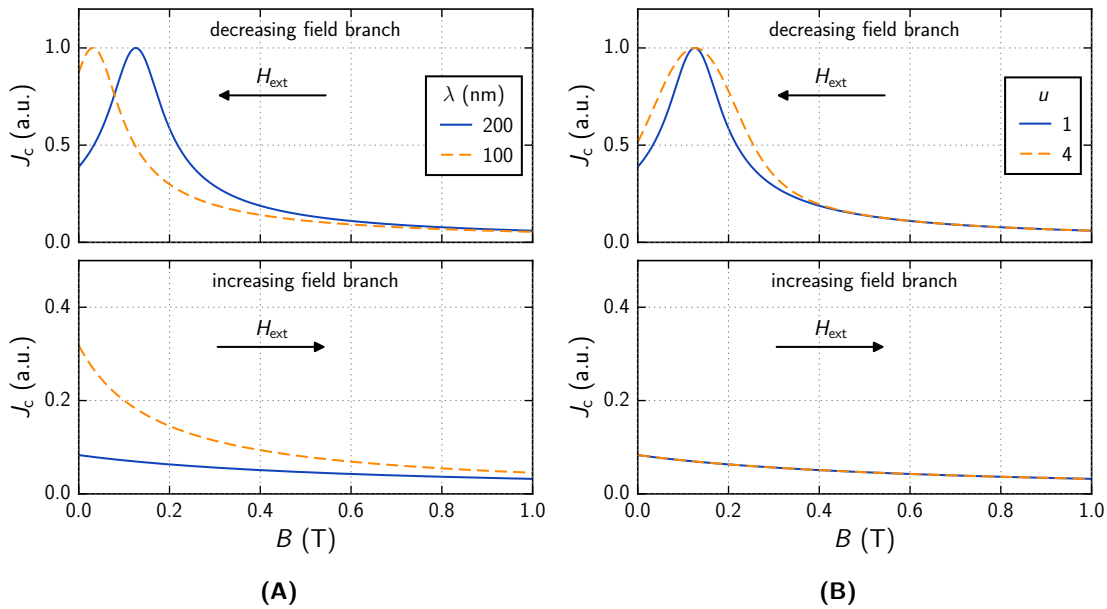 decreasing field branch
1.0
0.5
0.0
J_c (a.u.)
H_ext
λ (nm)
200
100
increasing field branch
0.4
0.2
0.0
J_c (a.u.)
H_ext
0.0 0.2 0.4 0.6 0.8 1.0
B (T)
(A)
decreasing field branch
1.0
0.5
0.0
J_c (a.u.)
H_ext
u
1
4
increasing field branch
0.4
0.2
0.0
J_c (a.u.)
H_ext
0.0 0.2 0.4 0.6 0.8 1.0
B (T)
(B)